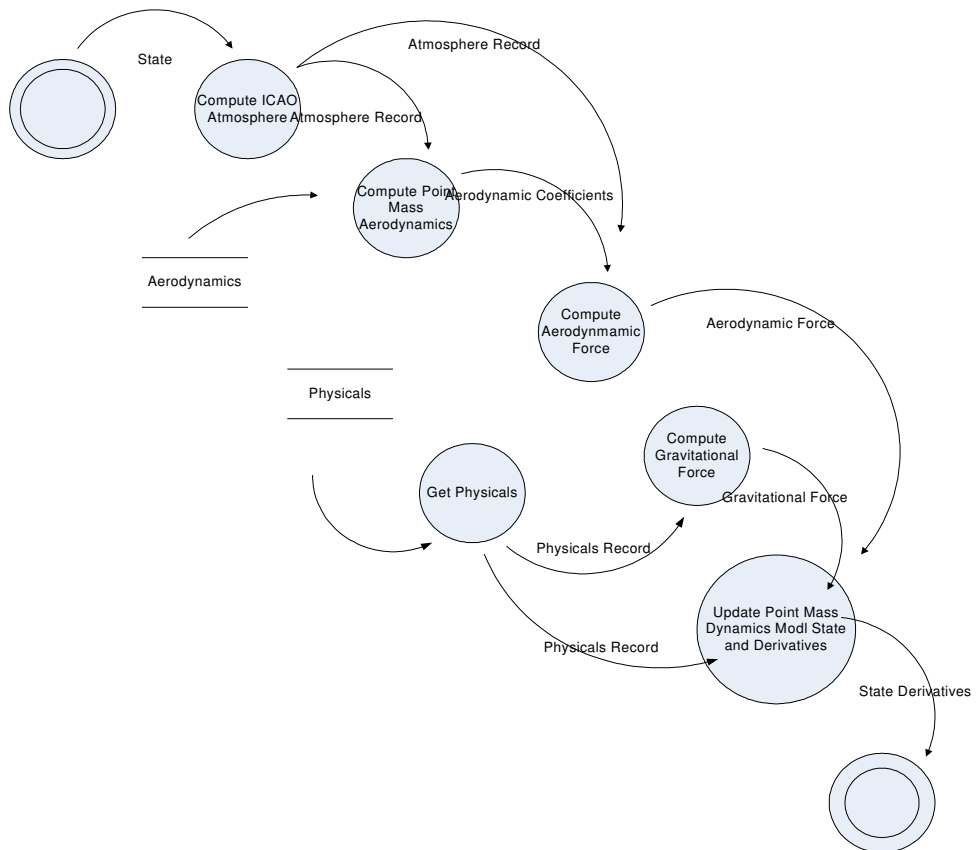 Atmosphere Record
State
Compute ICAO
Atmosphere
Atmosphere Record
Compute Point
Mass
Aerodynamics
Aerodynamic Coefficients
Aerodynamics
Compute
Aerodynmamic
Force
Aerodynamic Force
Physicals
Compute
Gravitational
Force
Get Physicals
Gravitational Force
Physicals Record
Update Point Mass
Dynamics Modl State
and Derivatives
Physicals Record
State Derivatives